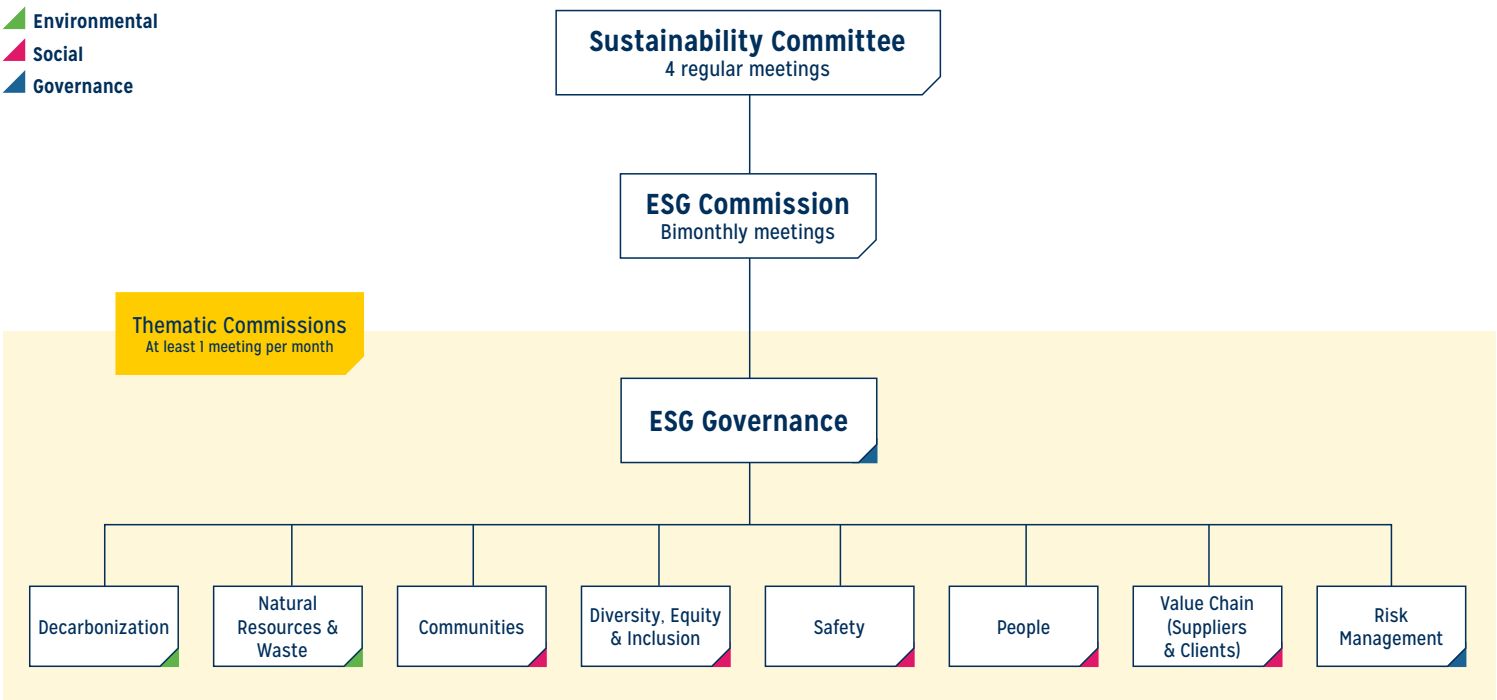 Environmental
Social
Governance
Sustainability Committee
4 regular meetings
ESG Commission
Bimonthly meetings
Thematic Commissions
At least 1 meeting per month
ESG Governance
Decarbonization
Natural
Resources &
Waste
Communities
Diversity, Equity
& Inclusion
Safety
People
Value Chain
(Suppliers
& Clients)
Risk
Management